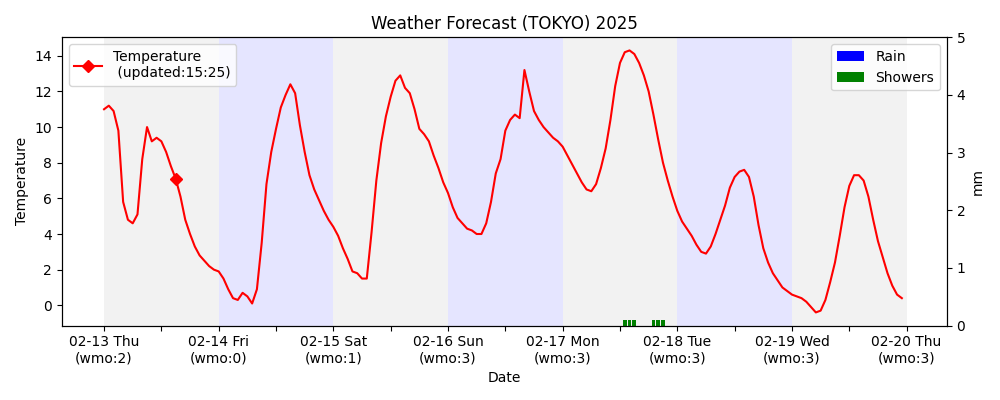 Weather Forecast (TOKYO) 2025
Temperature
(updated:15:25)
Rain
Showers
14
12
10
8
6
4
2
0
Temperature
5
4
3
2
1
0
mm
02-13 Thu 02-14 Fri 02-15 Sat 02-16 Sun 02-17 Mon 02-18 Tue 02-19 Wed 02-20 Thu
(wmo:2) (wmo:0) (wmo:1) (wmo:3) (wmo:3) (wmo:3) (wmo:3) (wmo:3)
Date